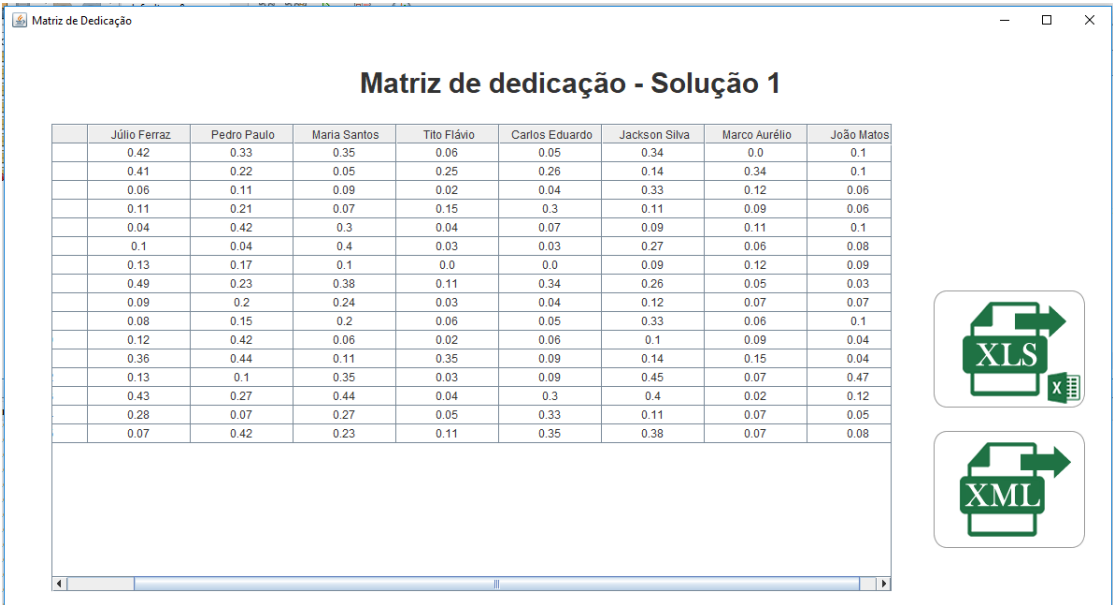 Matriz de Dedicação
Matriz de dedicação - Solução 1
Júlio Ferraz Pedro Paulo Maria Santos Tito Flávio Carlos Eduardo Jackson Silva Marco Aurélio João Matos
0.42 0.33 0.35 0.06 0.05 0.34 0.0 0.1
0.41 0.22 0.05 0.25 0.26 0.14 0.34 0.1
0.06 0.11 0.09 0.02 0.04 0.33 0.12 0.06
0.11 0.21 0.07 0.15 0.3 0.11 0.09 0.06
0.04 0.42 0.3 0.04 0.07 0.09 0.11 0.1
0.1 0.04 0.4 0.03 0.03 0.27 0.06 0.08
0.13 0.17 0.1 0.0 0.0 0.09 0.12 0.09
0.49 0.23 0.38 0.11 0.34 0.26 0.05 0.03
0.09 0.2 0.24 0.03 0.04 0.12 0.07 0.07
0.08 0.15 0.2 0.06 0.05 0.33 0.06 0.1
0.12 0.42 0.06 0.02 0.06 0.1 0.09 0.04
0.36 0.44 0.11 0.35 0.09 0.14 0.15 0.04
0.13 0.1 0.35 0.03 0.09 0.45 0.07 0.47
0.43 0.27 0.44 0.04 0.3 0.4 0.02 0.12
0.28 0.07 0.27 0.05 0.33 0.11 0.07 0.05
0.07 0.42 0.23 0.11 0.35 0.38 0.07 0.08
XLS
X
XML